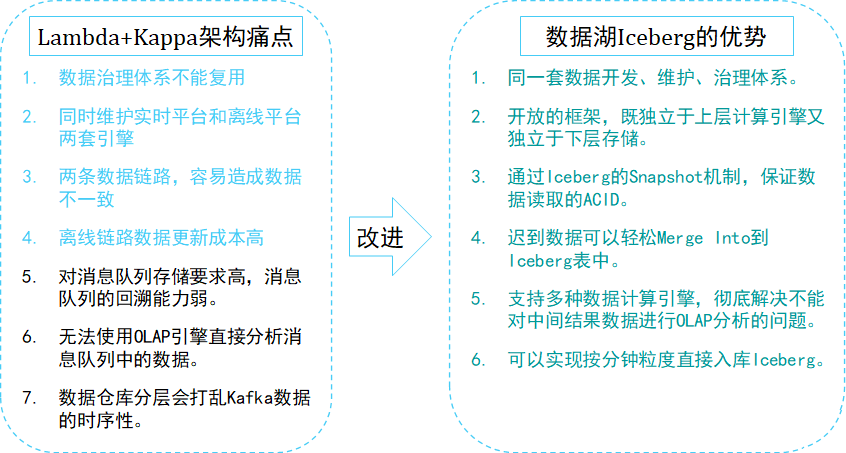 Lambda+Kappa架构痛点
1. 数据治理体系不能复用
2. 同时维护实时平台和离线平台
两套引擎
3. 两条数据链路，容易造成数据
不一致
4. 离线链路数据更新成本高
5. 对消息队列存储要求高，消息
队列的回溯能力弱。
6. 无法使用OLAP引擎直接分析消
息队列中的数据。
7. 数据仓库分层会打乱Kafka数据
的时序性。
改进
数据湖Iceberg的优势
1. 同一套数据开发、维护、治理体系。
2. 开放的框架，既独立于上层计算引擎又
独立于下层存储。
3. 通过Iceberg的Snapshot机制，保证数
据读取的ACID。
4. 迟到数据可以轻松Merge Into到
Iceberg表中。
5. 支持多种数据计算引擎，彻底解决不能
对中间结果数据进行OLAP分析的问题。
6. 可以实现按分钟粒度直接入库Iceberg。